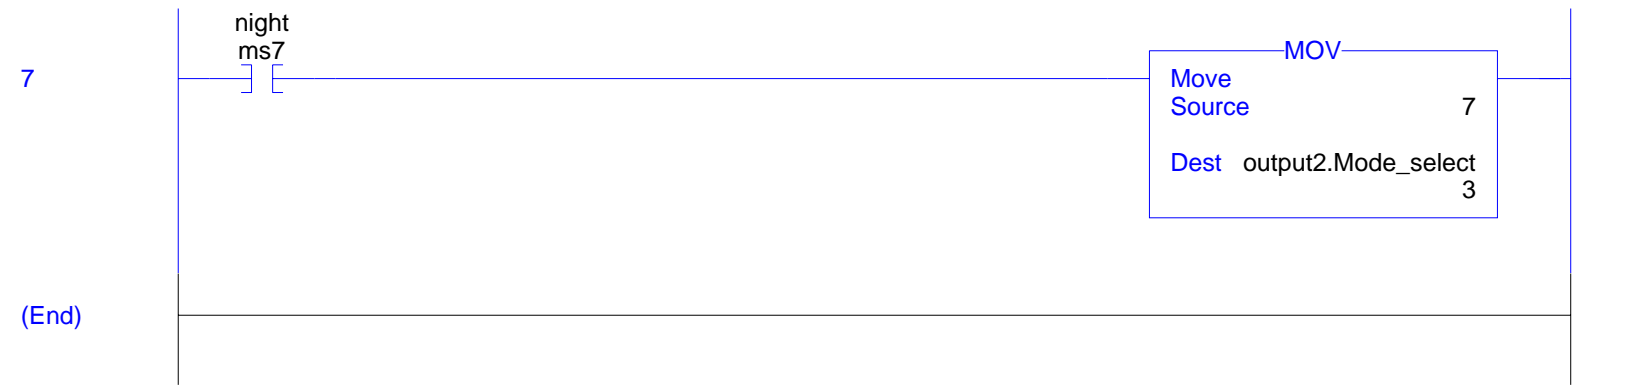 night
ms7
7
MOV
Move
Source 7
Dest output2.Mode_select
3
(End)